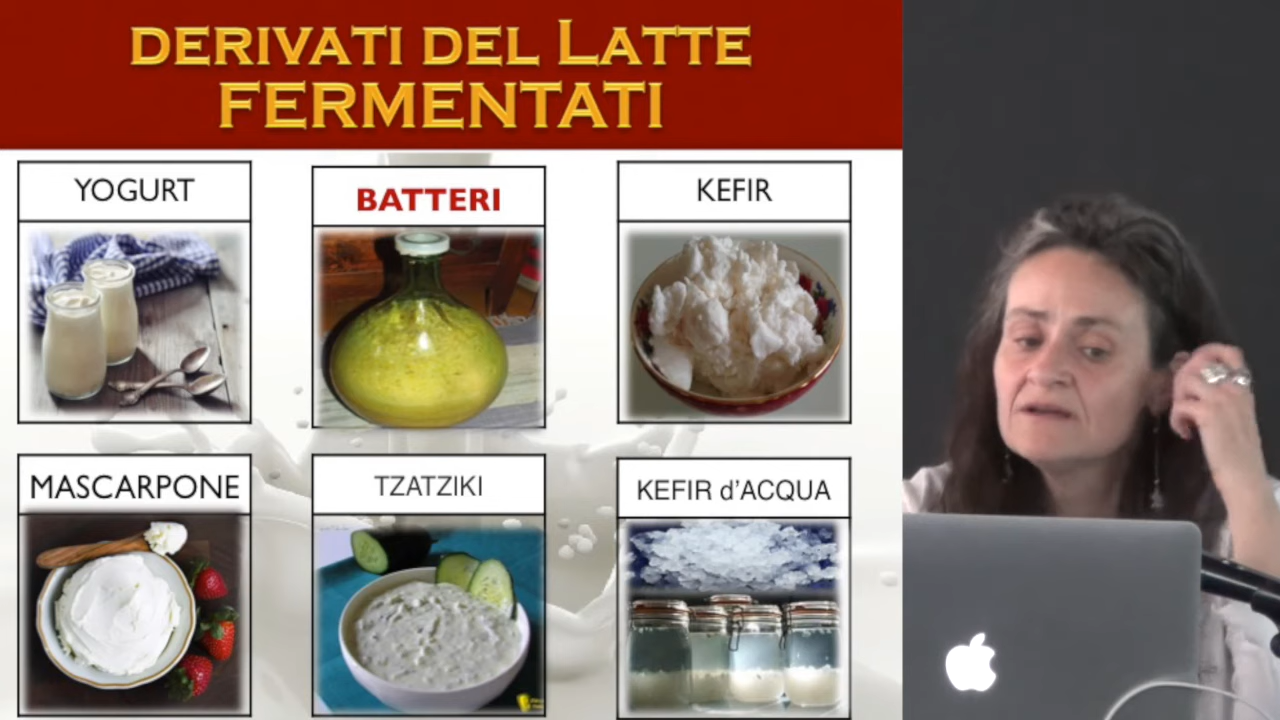 DERIVATI DEL LATTE
FERMENTATI
YOGURT
BATTERI
KEFIR
MASCARPONE
TZATZIKI
KEFIR d'ACQUA